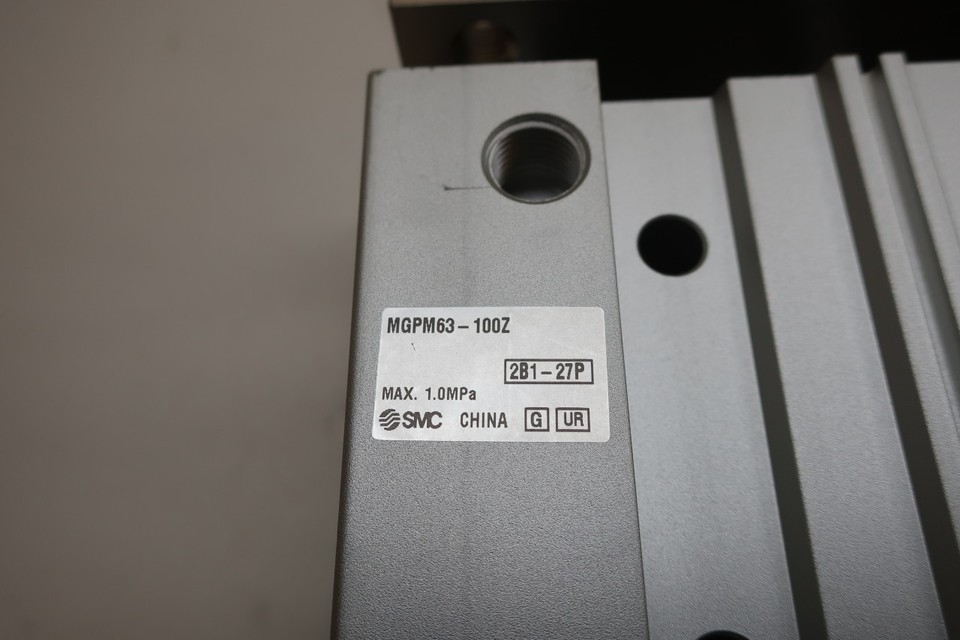 MGPM63-100Z
2B1-27P
MAX. 1.0MPa
SMC CHINA G UR